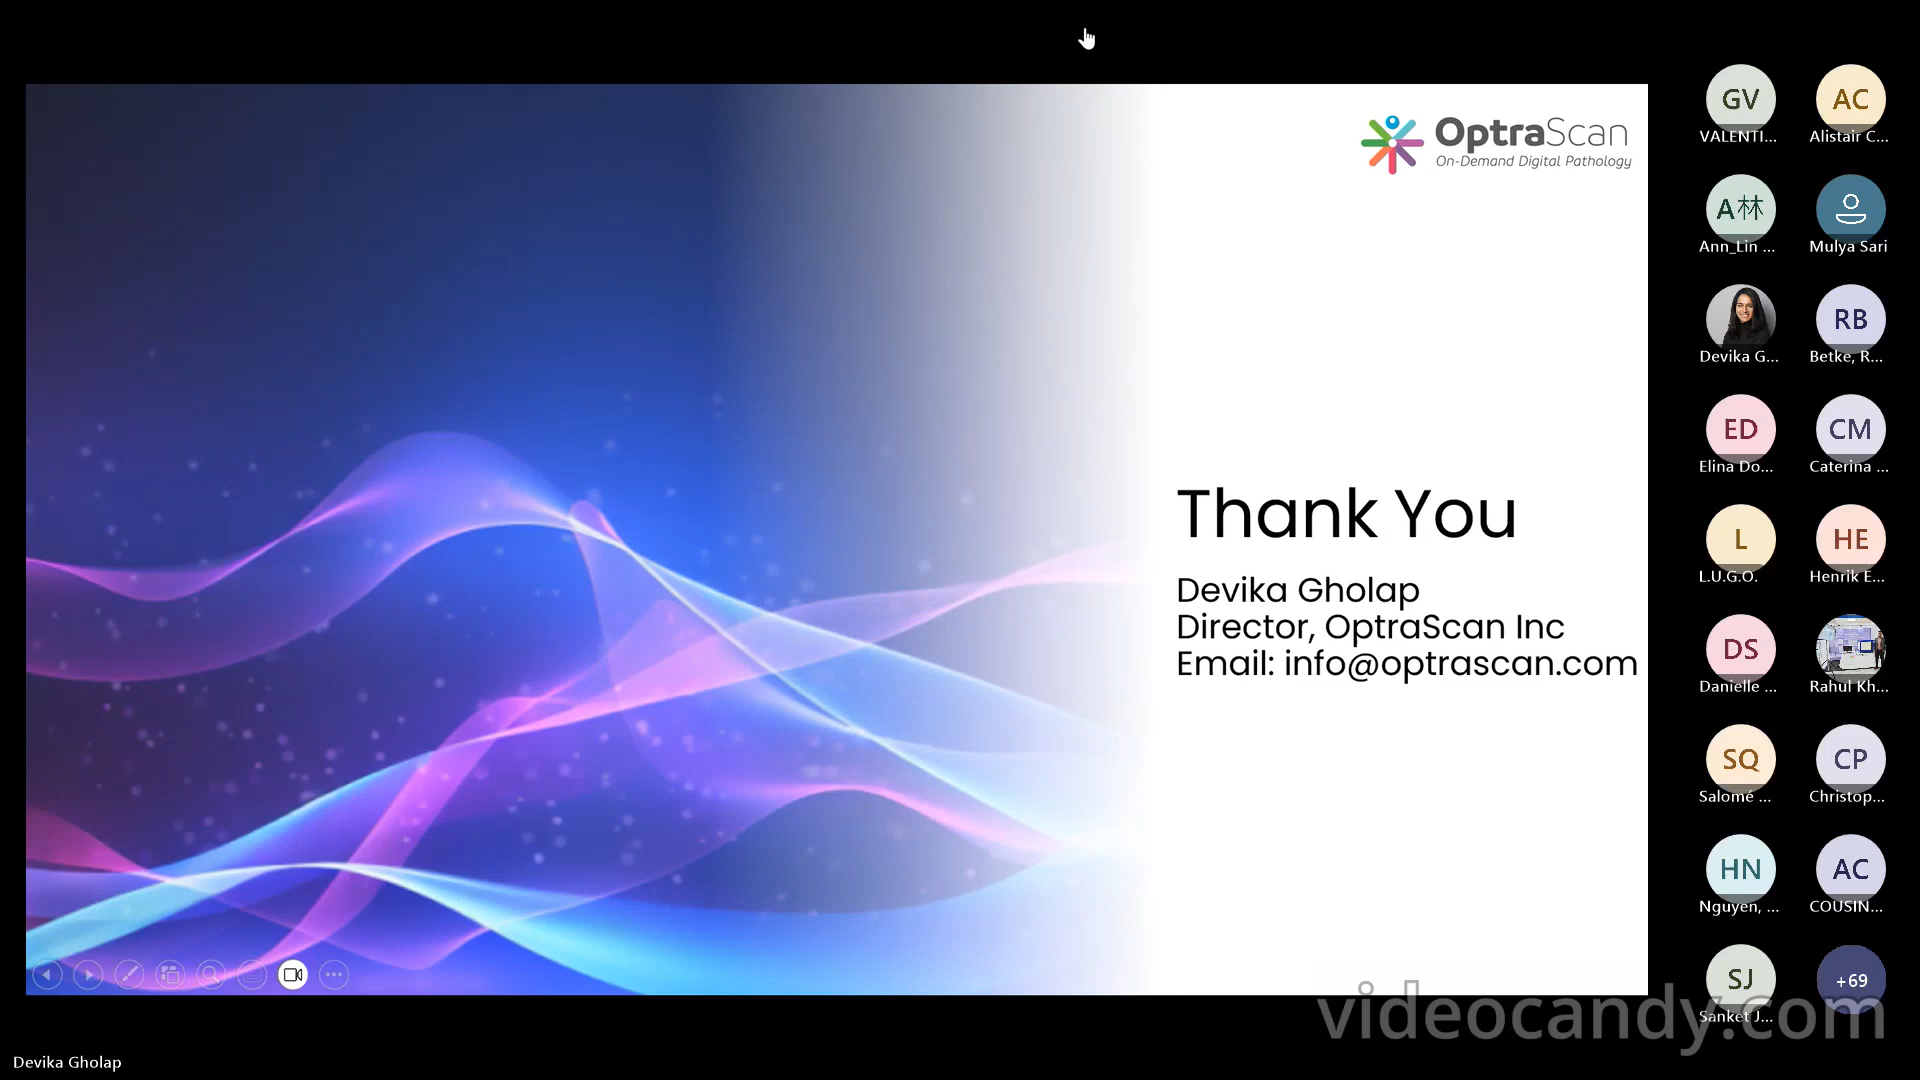 OptraScan
On-Demand Digital Pathology
Thank You
Devika Gholap
Director, OptraScan Inc
Email: info@optrascan.com
GV
VALENTI...
AC
Alistair C...
A林
Ann_Lin ...
Mulya Sari
Devika G...
RB
Betke, R...
ED
Elina Do...
CM
Caterina ...
L
L.U.G.O.
HE
Henrik E...
DS
Danielle ...
Rahul Kh...
SQ
Salomé ...
CP
Christop...
HN
Nguyen, ...
AC
COUSIN...
SJ
Sanket J...
+69
videocandy.com
Devika Gholap